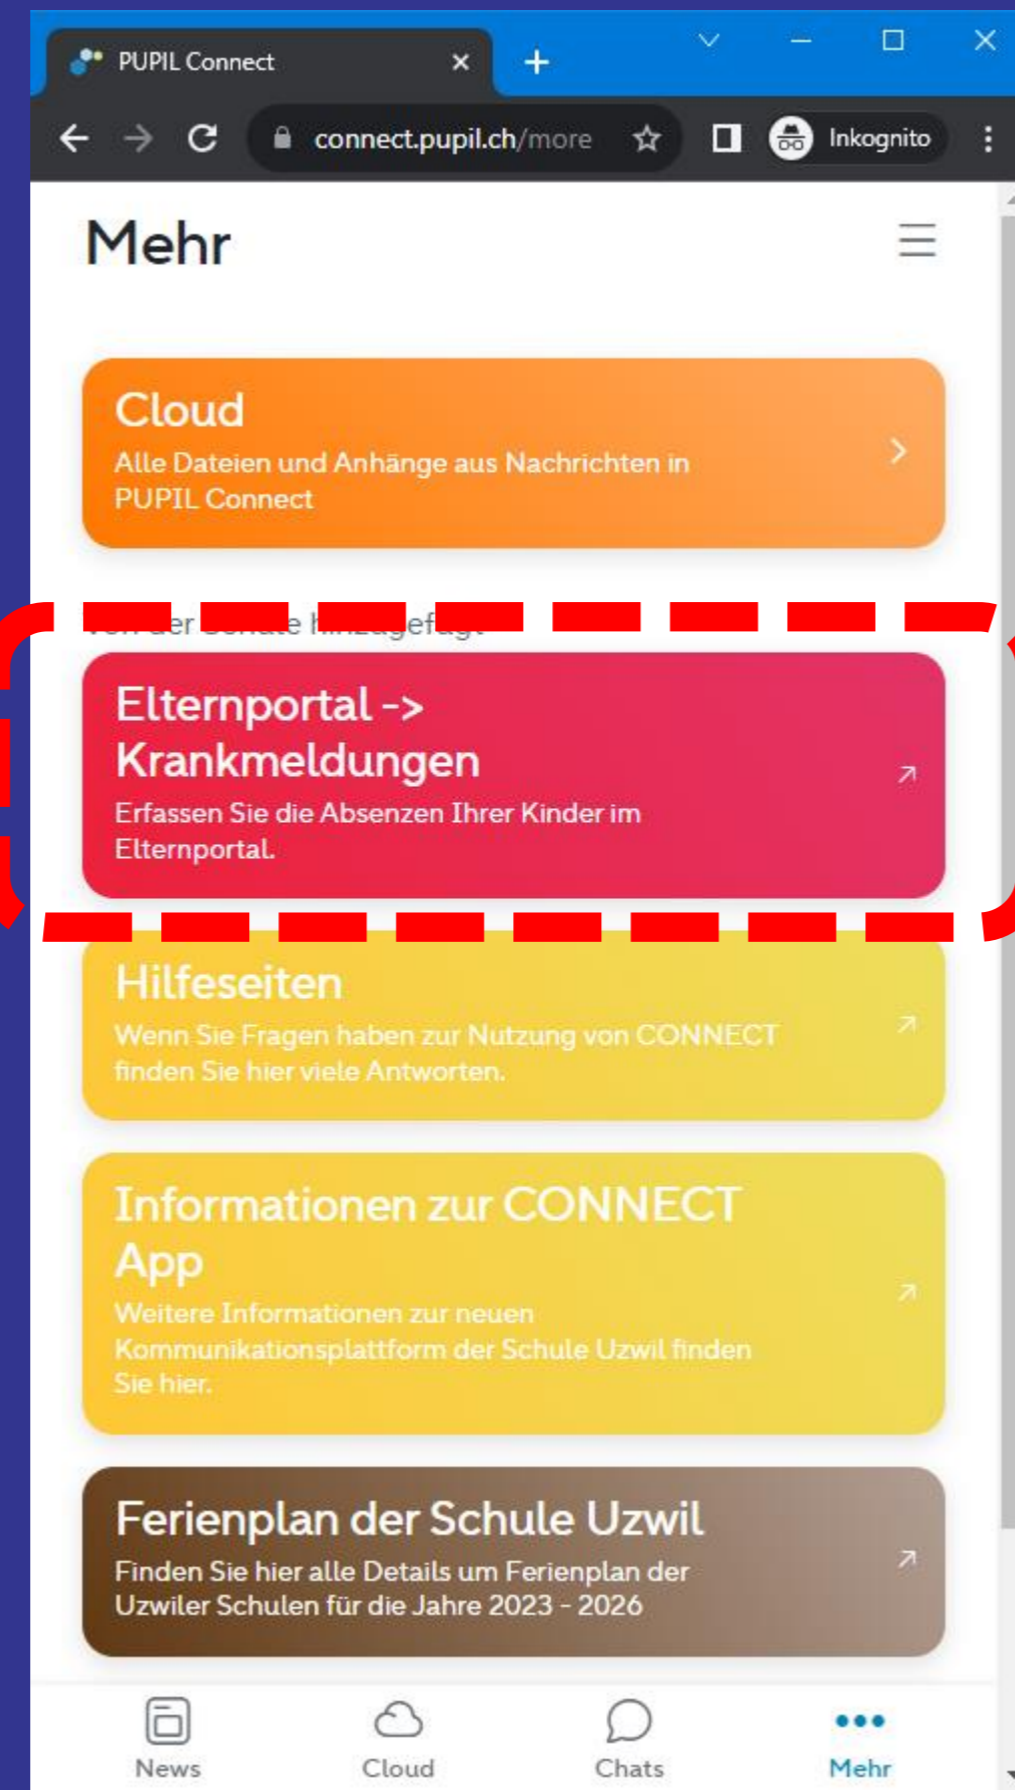 PUPIL Connect
connect.pupil.ch/more
Inkognito
Mehr
Cloud
Alle Dateien und Anhänge aus Nachrichten in
PUPIL Connect
Von der Schule hinzugefügt
Elternportal ->
Krankmeldungen
Erfassen Sie die Absenzen Ihrer Kinder im
Elternportal.
Hilfeseiten
Wenn Sie Fragen haben zur Nutzung von CONNECT
finden Sie hier viele Antworten.
Informationen zur CONNECT
App
Weitere Informationen zur neuen
Kommunikationsplattform der Schule Uzwil finden
Sie hier.
Ferienplan der Schule Uzwil
Finden Sie hier alle Details um Ferienplan der
Uzwiler Schulen für die Jahre 2023 - 2026
News
Cloud
Chats
Mehr